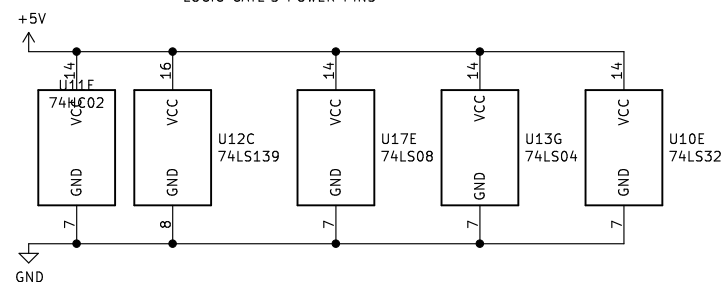 LOGIC GATE'S POWER PINS
+5V
14
16
14
14
14
U11E
74HC02
VCC
VCC
VCC
VCC
VCC
U12C
74LS139
U17E
74LS08
U13G
74LS04
U10E
74LS32
GND
GND
GND
GND
GND
7
8
7
7
7
GND